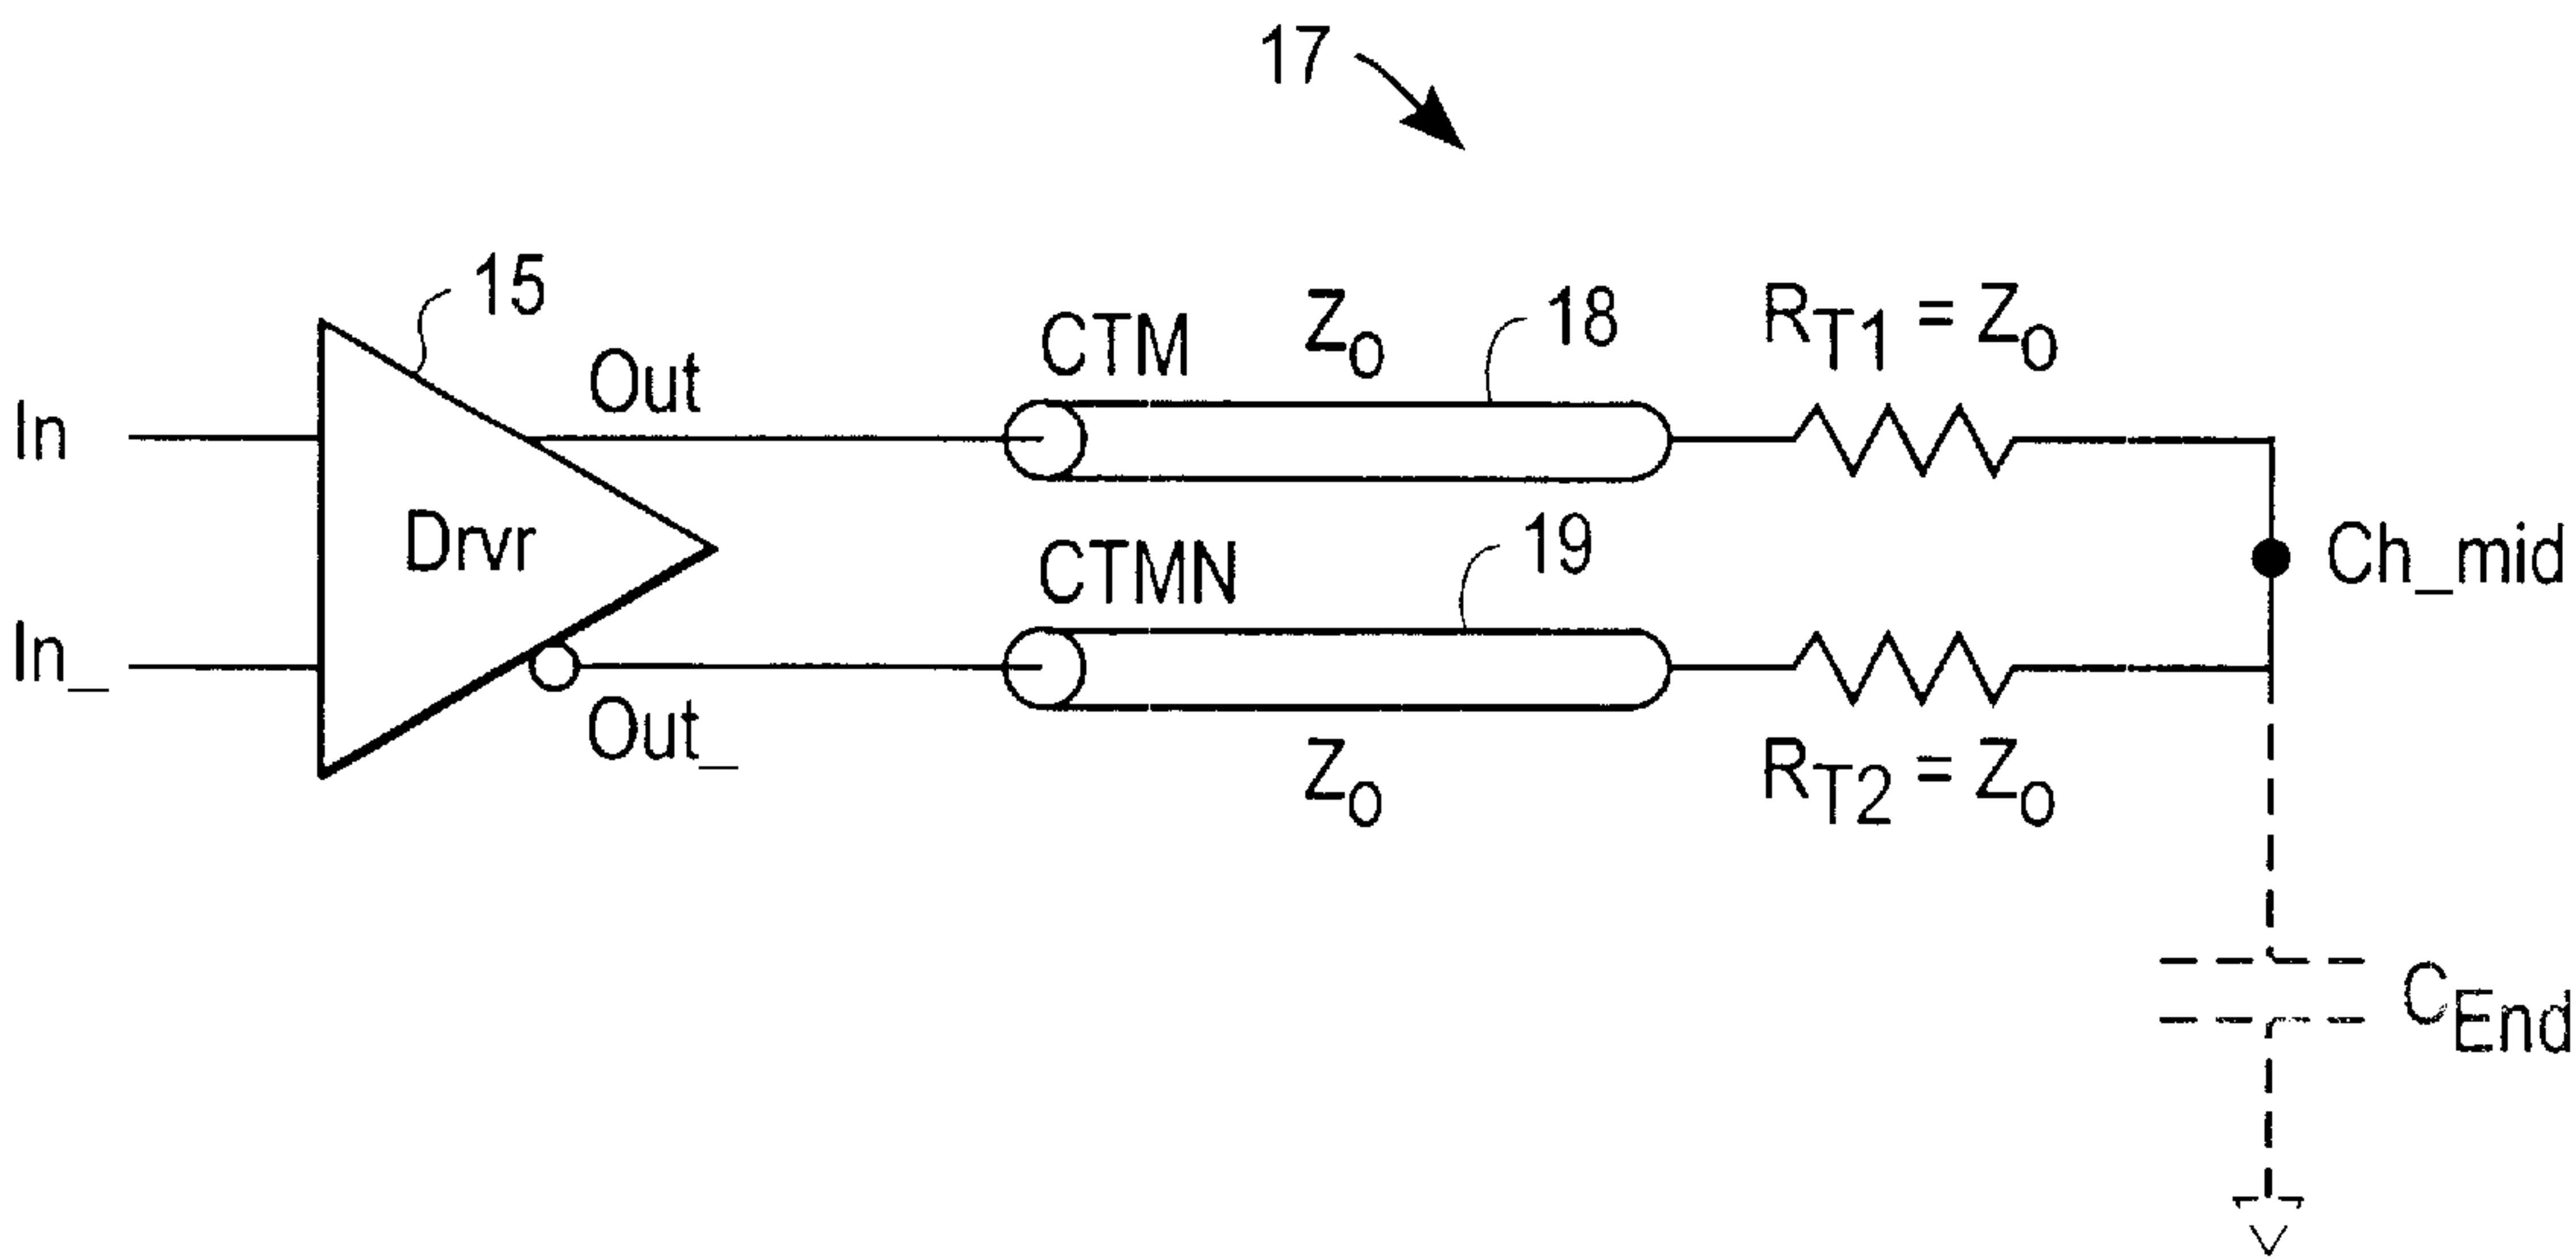 17
15
Out
In
Drvr
In_
Out_
CTM
Zo
18
RT1 = Zo
CTMN
19
Ch_mid
Zo
RT2 = Zo
CEnd